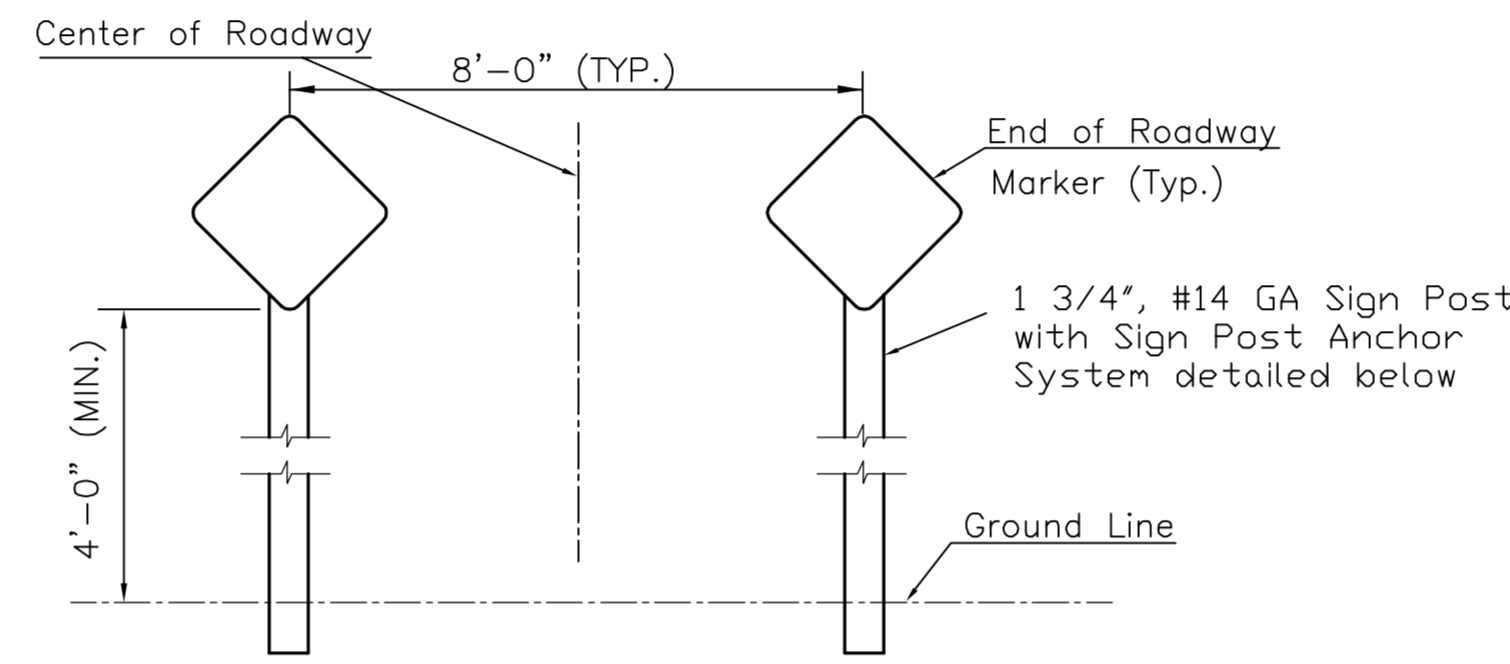 Center of Roadway
8'-0" (TYP.)
End of Roadway
Marker (Typ.)
1 3/4", #14 GA Sign Post
with Sign Post Anchor
System detailed below
4'-0" (MIN.)
Ground Line